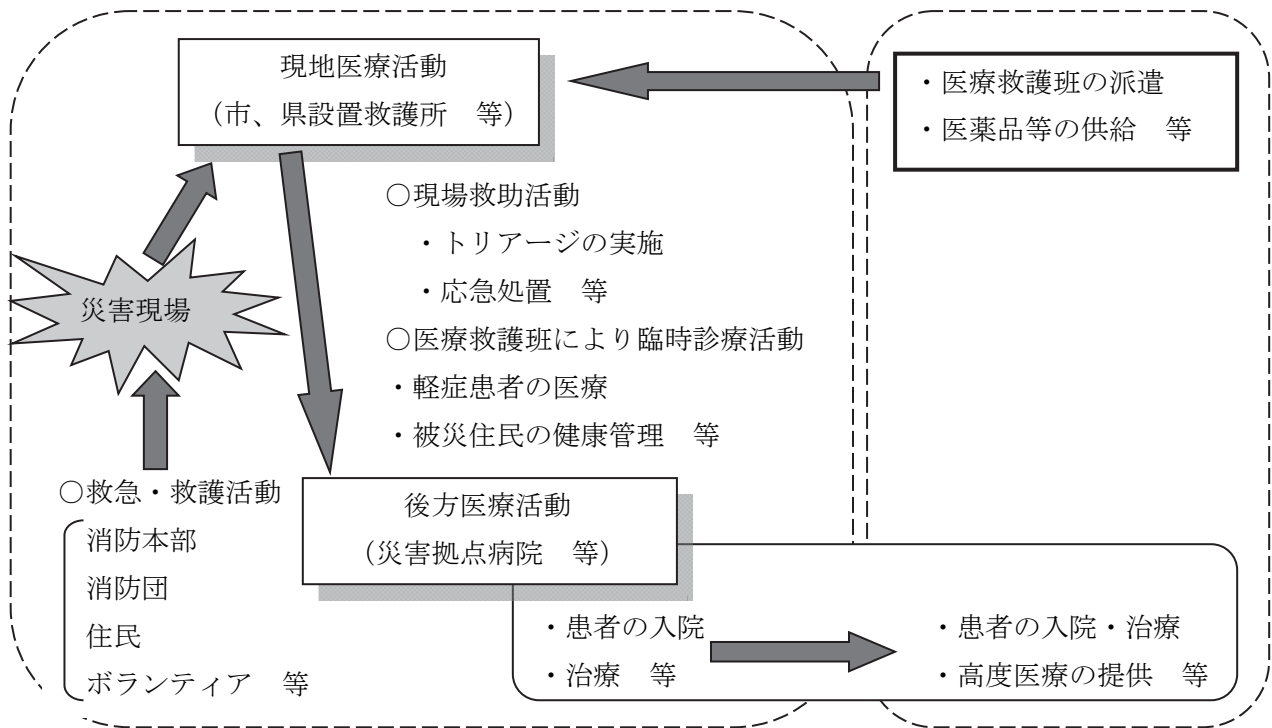 現地医療活動
（市、県設置救護所　等）
・医療救護班の派遣
・医薬品等の供給　等
○現場救助活動
・トリアージの実施
・応急処置　等
○医療救護班により臨時診療活動
・軽症患者の医療
・被災住民の健康管理　等
災害現場
○救急・救護活動
消防本部
消防団
住民
ボランティア　等
後方医療活動
（災害拠点病院　等）
・患者の入院
・治療　等
・患者の入院・治療
・高度医療の提供　等